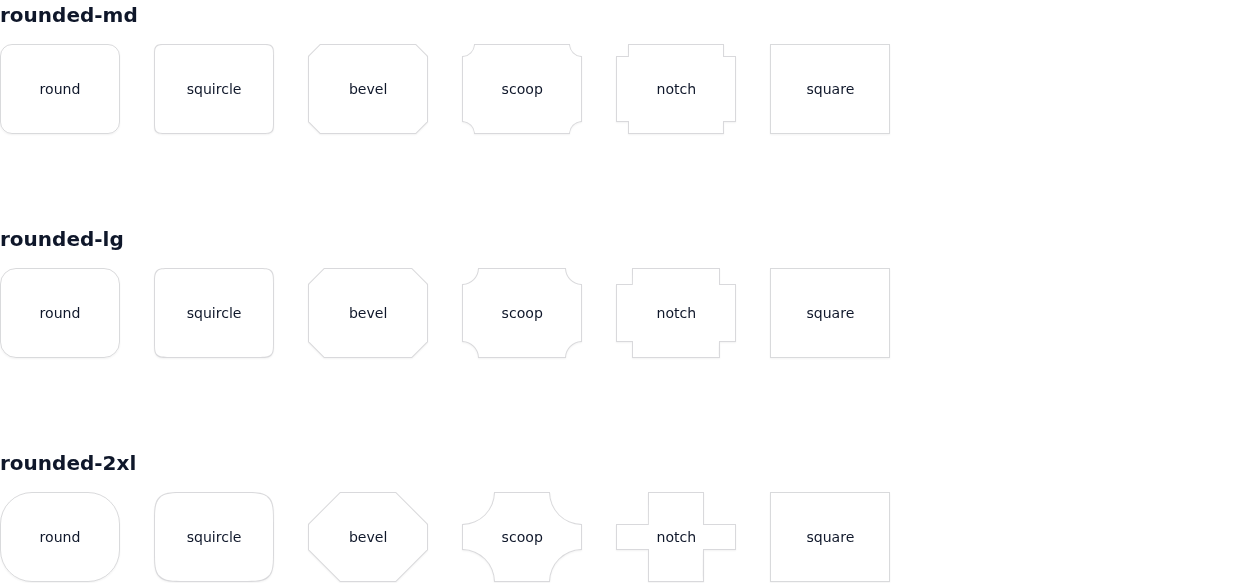 rounded-md
round squircle bevel scoop notch square
rounded-lg
round squircle bevel scoop notch square
rounded-2xl
round squircle bevel scoop notch square